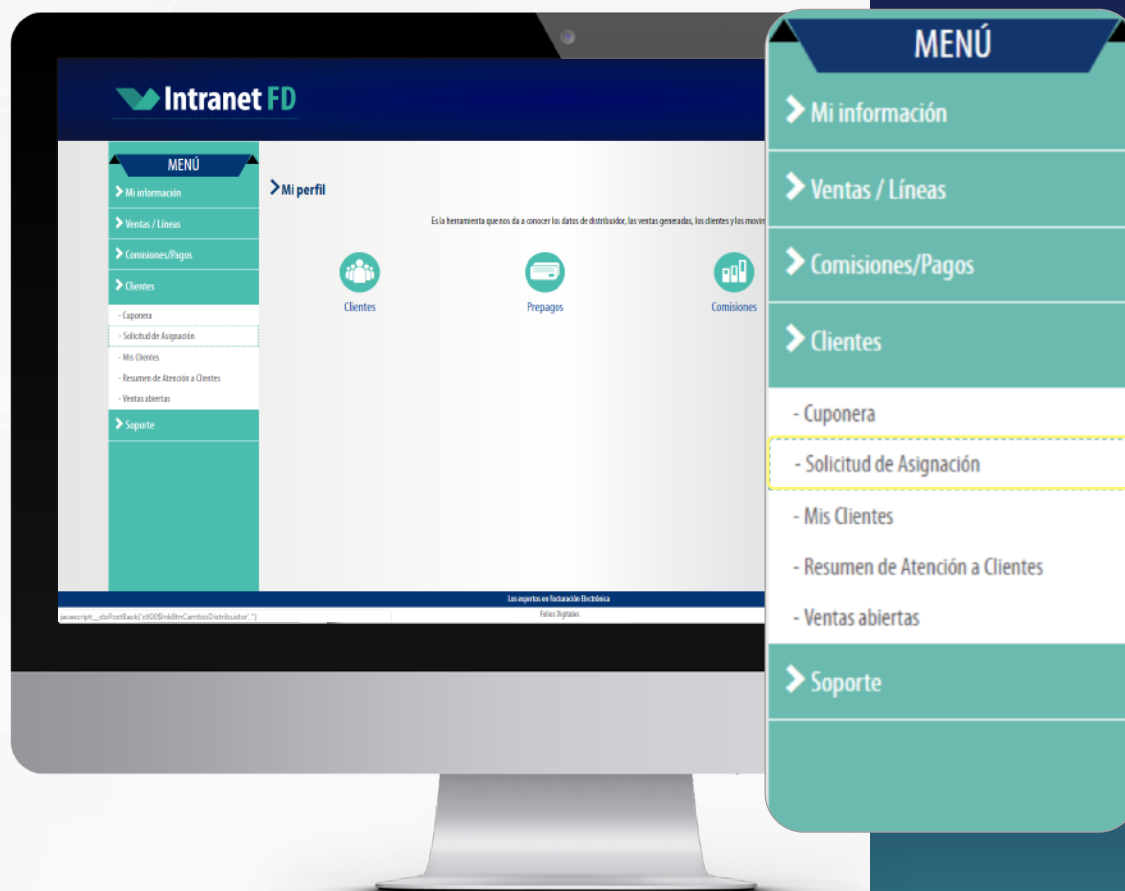 Intranet FD
MENÚ
Mi información
Ventas / Líneas
Comisiones/Pagos
Clientes
- Cuponera
- Solicitud de Asignación
- Mis Clientes
- Resumen de Atención a Clientes
- Ventas abiertas
Soporte
Mi perfil
Es la herramienta que nos da a conocer los datos de distribuidor, las ventas generadas, los clientes y los movim
Clientes
Prepagos
Comisiones
Los expertos en Facturación Electrónica
Folios Digitales
javascript:__doPostBack('ctl00$lnkBtnCambioDistribuidor','')
MENÚ
Mi información
Ventas / Líneas
Comisiones/Pagos
Clientes
- Cuponera
- Solicitud de Asignación
- Mis Clientes
- Resumen de Atención a Clientes
- Ventas abiertas
Soporte